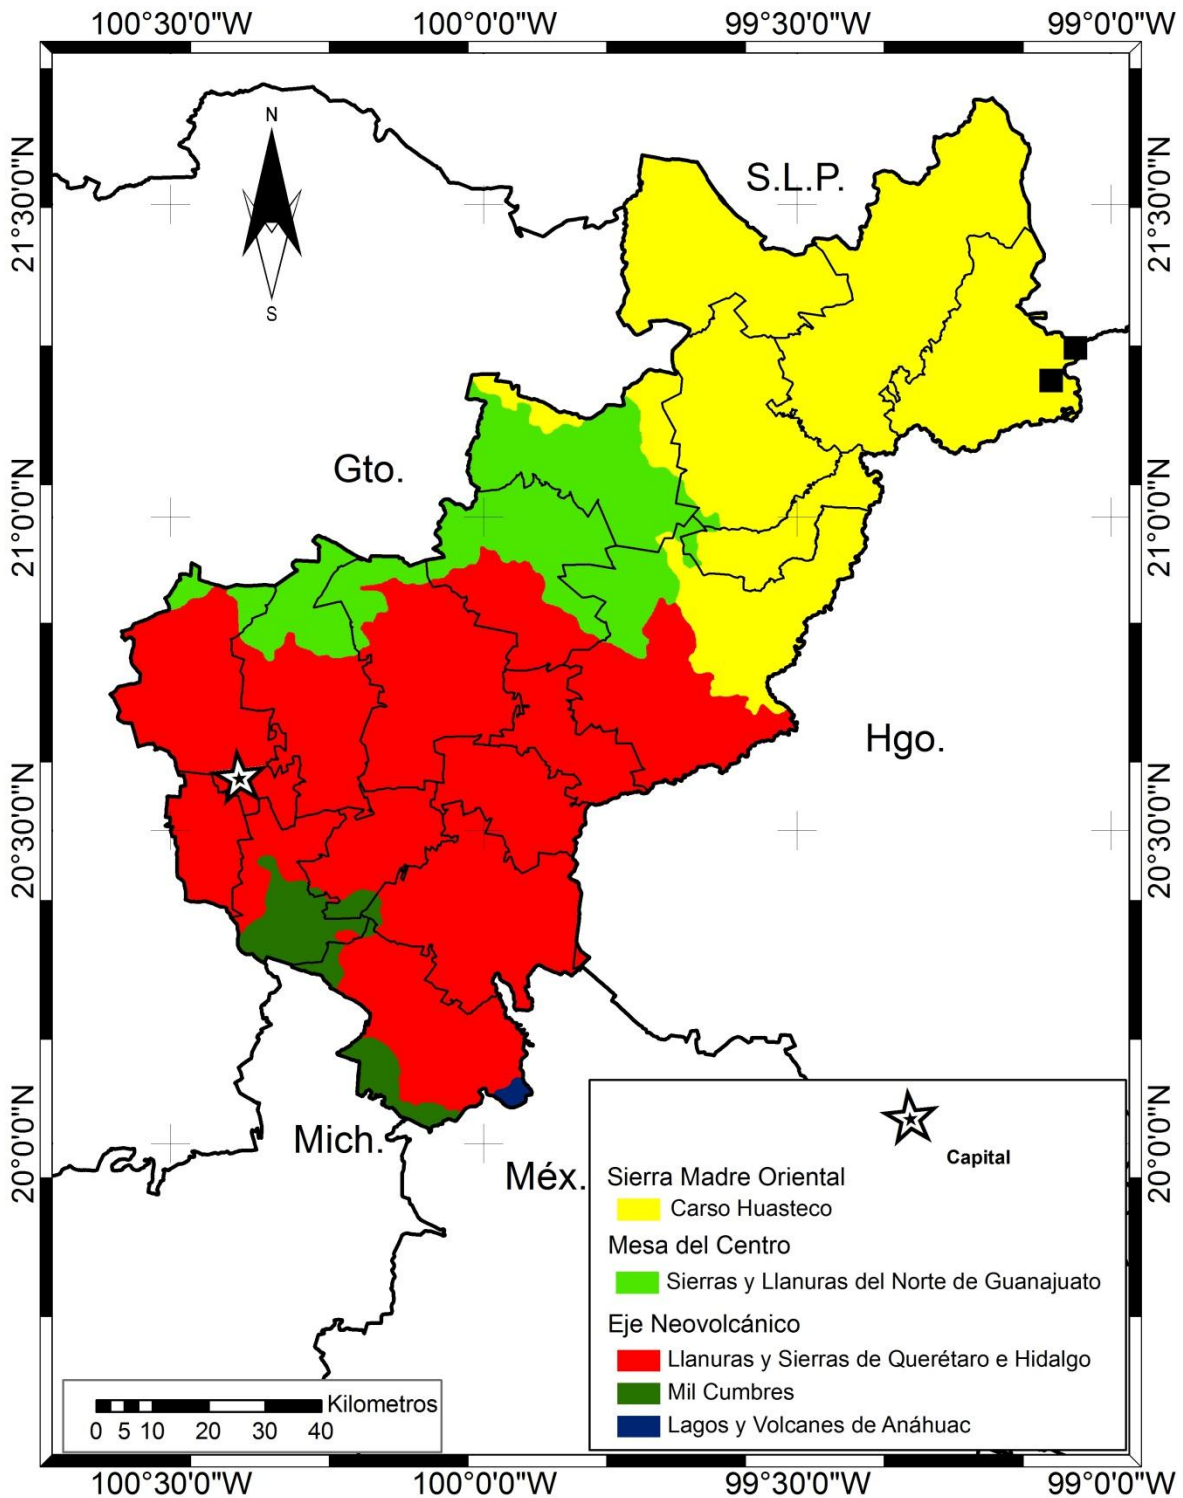 100°30'0"W 100°0'0"W 99°30'0"W 99°0'0"W
N
S
21°30'0"N 21°30'0"N
S.L.P.
Gto.
21°0'0"N 21°0'0"N
Hgo.
20°30'0"N 20°30'0"N
Mich.
Méx.
20°0'0"N 20°0'0"N
Capital
Sierra Madre Oriental
Carso Huasteco
Mesa del Centro
Sierras y Llanuras del Norte de Guanajuato
Eje Neovolcánico
Llanuras y Sierras de Querétaro e Hidalgo
Mil Cumbres
Lagos y Volcanes de Anáhuac
Kilometros
0 5 10 20 30 40
100°30'0"W 100°0'0"W 99°30'0"W 99°0'0"W